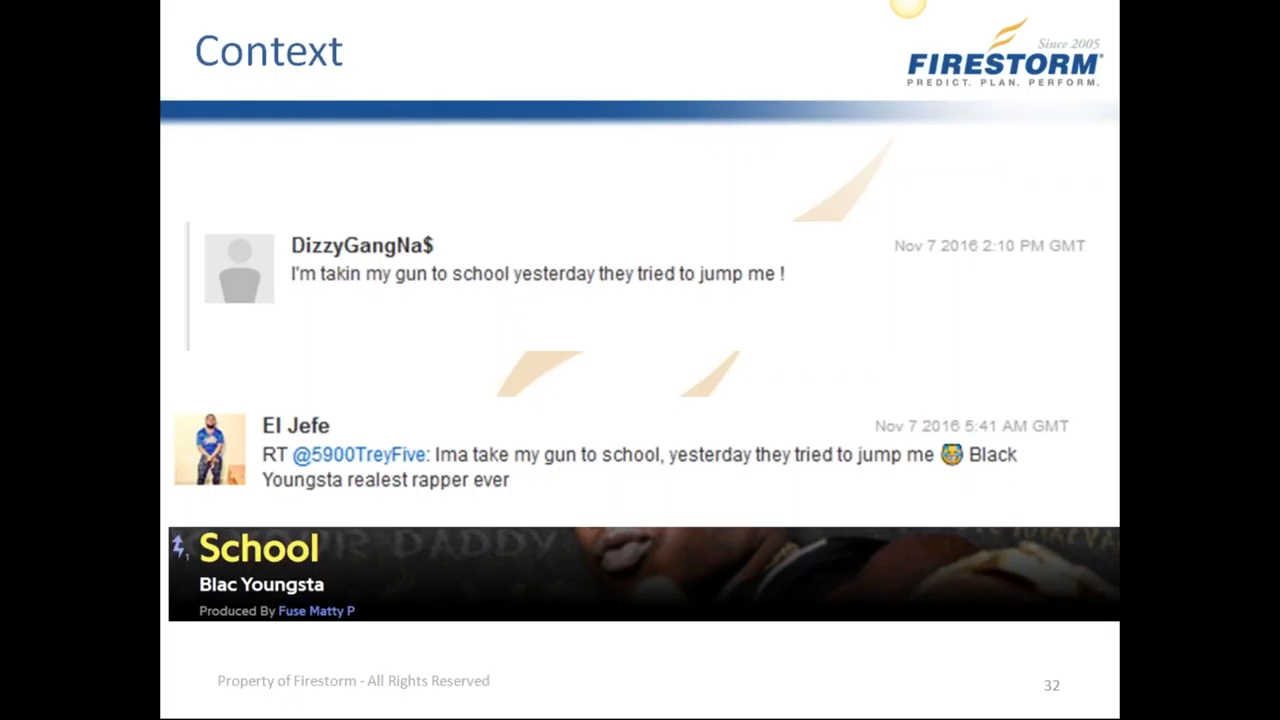 Context
Since 2005
FIRESTORM®
PREDICT. PLAN. PERFORM.
DizzyGangNa$
Nov 7 2016 2:10 PM GMT
I'm takin my gun to school yesterday they tried to jump me !
El Jefe
Nov 7 2016 5:41 AM GMT
RT @5900TreyFive: Ima take my gun to school, yesterday they tried to jump me 😹 Black
Youngsta realest rapper ever
DADDY
1
School
Blac Youngsta
Produced By Fuse Matty P
Property of Firestorm - All Rights Reserved
32